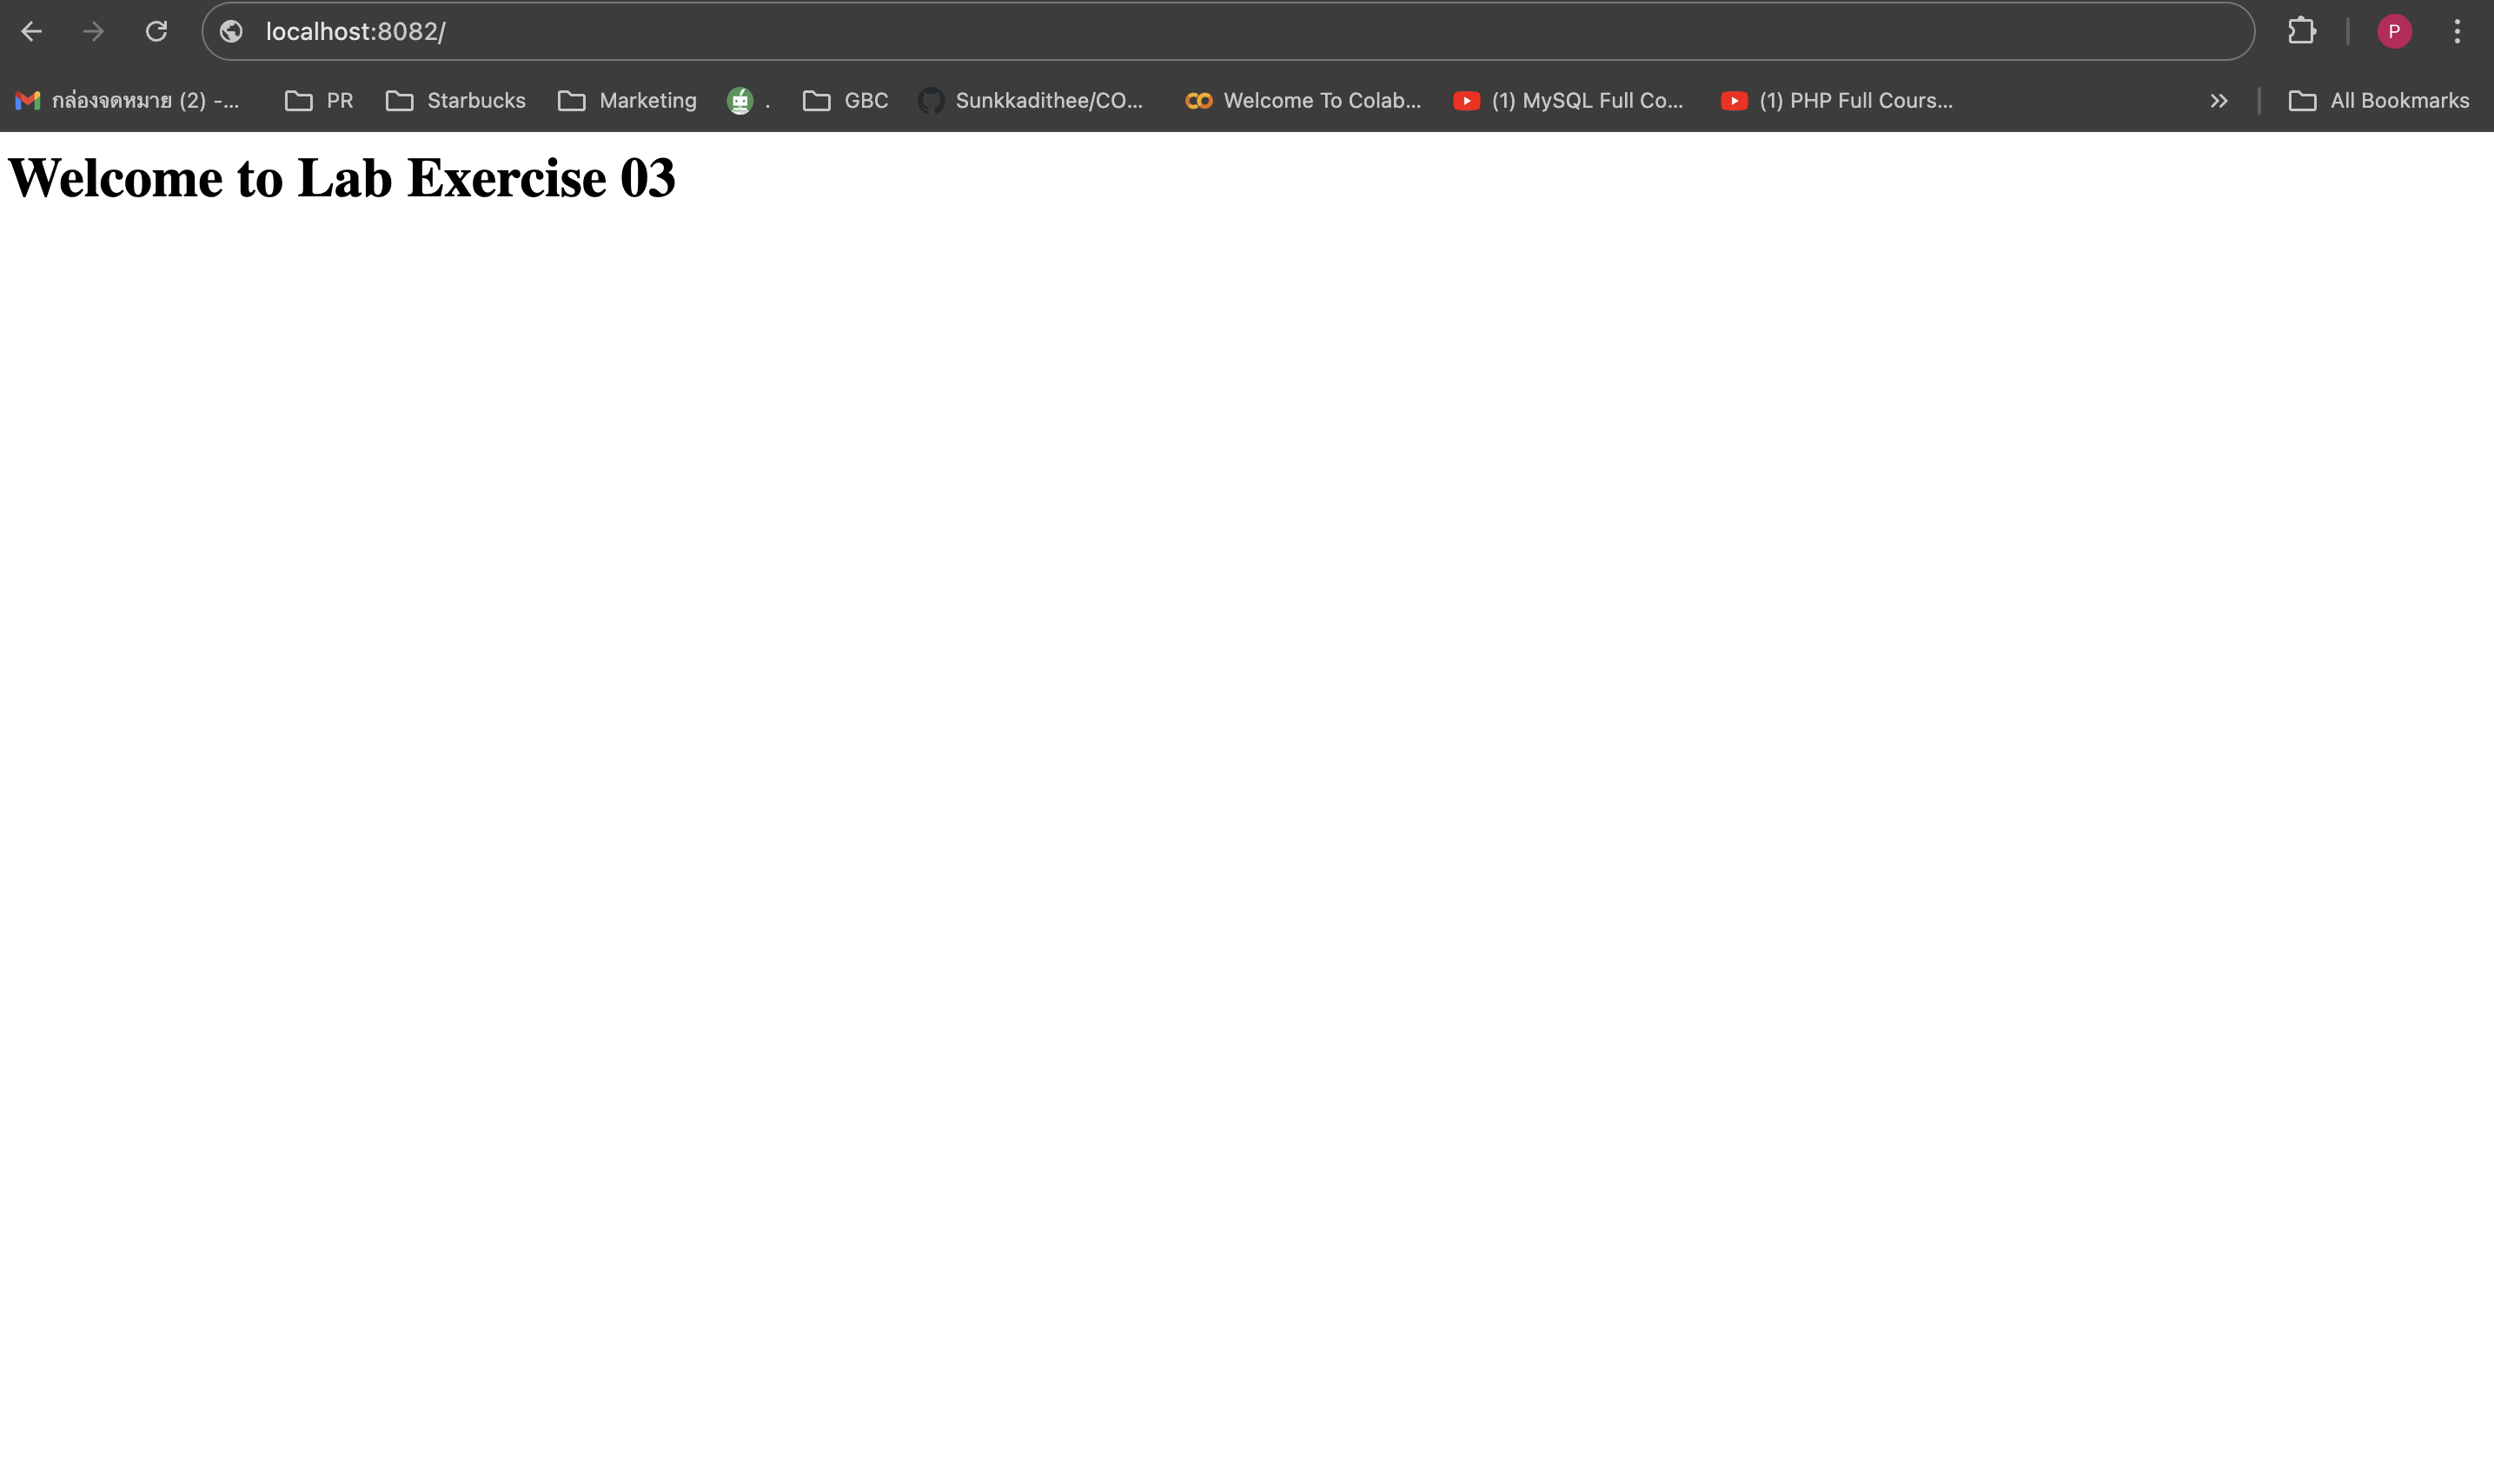 localhost:8082/
P
กล่องจดหมาย (2) -... PR Starbucks Marketing . GBC Sunkkadithee/CO... Welcome To Colab... (1) MySQL Full Co... (1) PHP Full Cours... All Bookmarks
Welcome to Lab Exercise 03